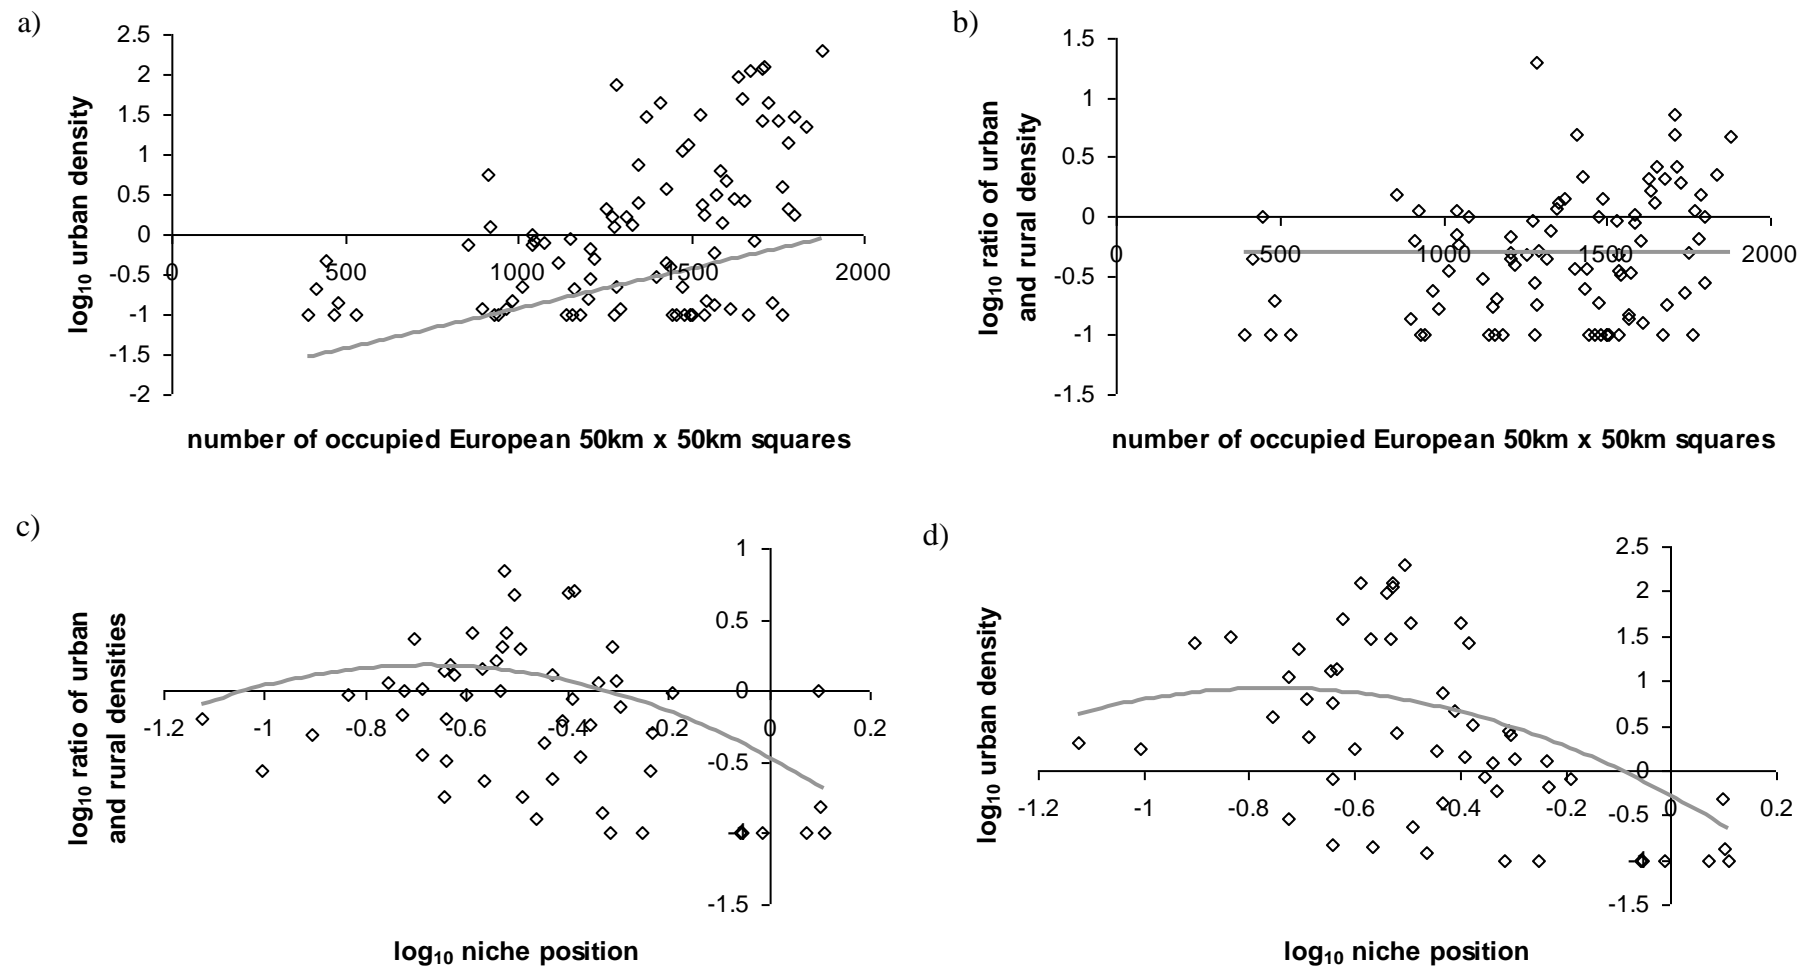 a)
log10 urban density
2.5
2
1.5
1
0.5
0
-0.5
-1
-1.5
-2
0 500 1000 1500 2000
number of occupied European 50km x 50km squares
b)
log10 ratio of urban
and rural density
1.5
1
0.5
0
-0.5
-1
-1.5
0 500 1000 1500 2000
number of occupied European 50km x 50km squares
c)
log10 ratio of urban
and rural densities
1
0.5
0
-0.5
-1
-1.5
-1.2 -1 -0.8 -0.6 -0.4 -0.2 0 0.2
log10 niche position
d)
log10 urban density
2.5
2
1.5
1
0.5
0
-0.5
-1
-1.5
-1.2 -1 -0.8 -0.6 -0.4 -0.2 0 0.2
log10 niche position